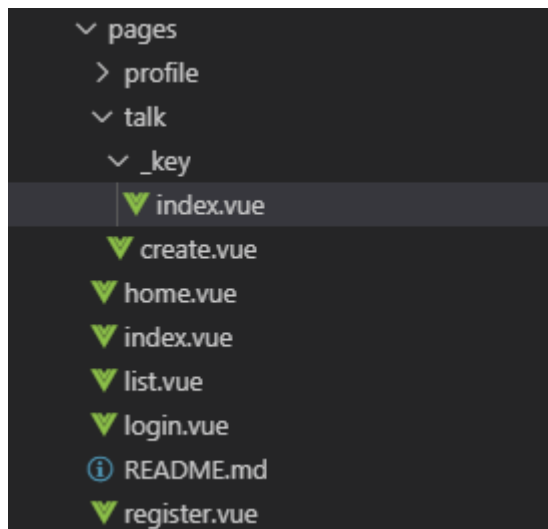 pages
profile
talk
_key
index.vue
create.vue
home.vue
index.vue
list.vue
login.vue
README.md
register.vue